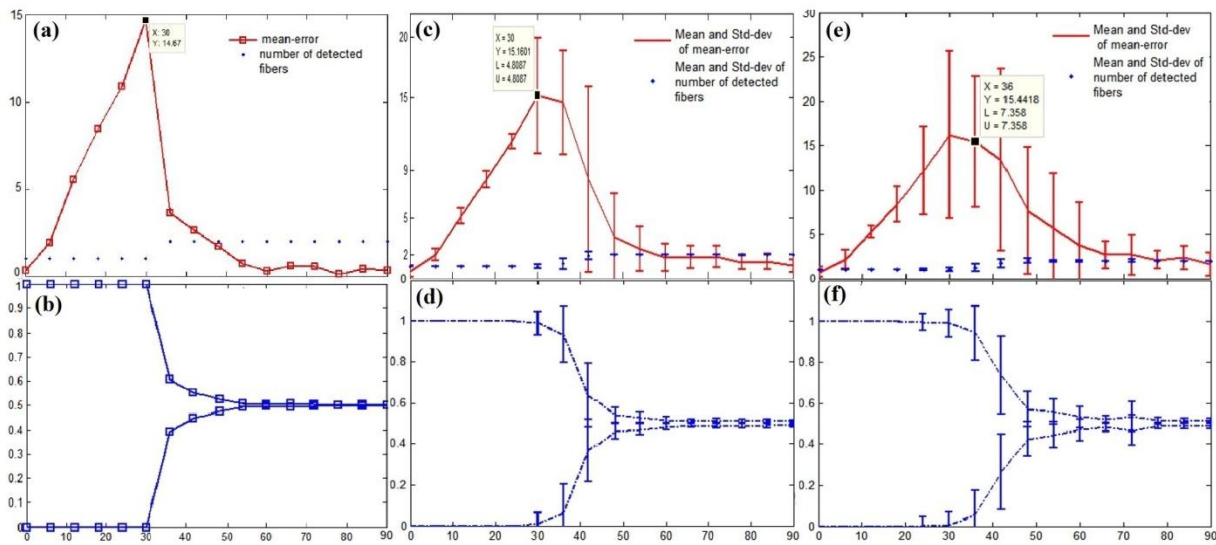 (a)
X: 30
Y: 14.67
mean-error
number of detected
fibers
15
10
5
0
(b)
1
0.9
0.8
0.7
0.6
0.5
0.4
0.3
0.2
0.1
0
0 10 20 30 40 50 60 70 80 90
(c)
X = 30
Y = 15.1601
L = 4.8087
U = 4.8087
Mean and Std-dev
of mean-error
Mean and Std-dev of
number of detected
fibers
20
15
9
5
2
1
0
(d)
1
0.8
0.6
0.4
0.2
0
0 10 20 30 40 50 60 70 80 90
(e)
X = 36
Y = 15.4418
L = 7.358
U = 7.358
Mean and Std-dev
of mean-error
Mean and Std-dev of
number of detected
fibers
30
25
20
15
10
5
0
(f)
1
0.8
0.6
0.4
0.2
0
0 10 20 30 40 50 60 70 80 90